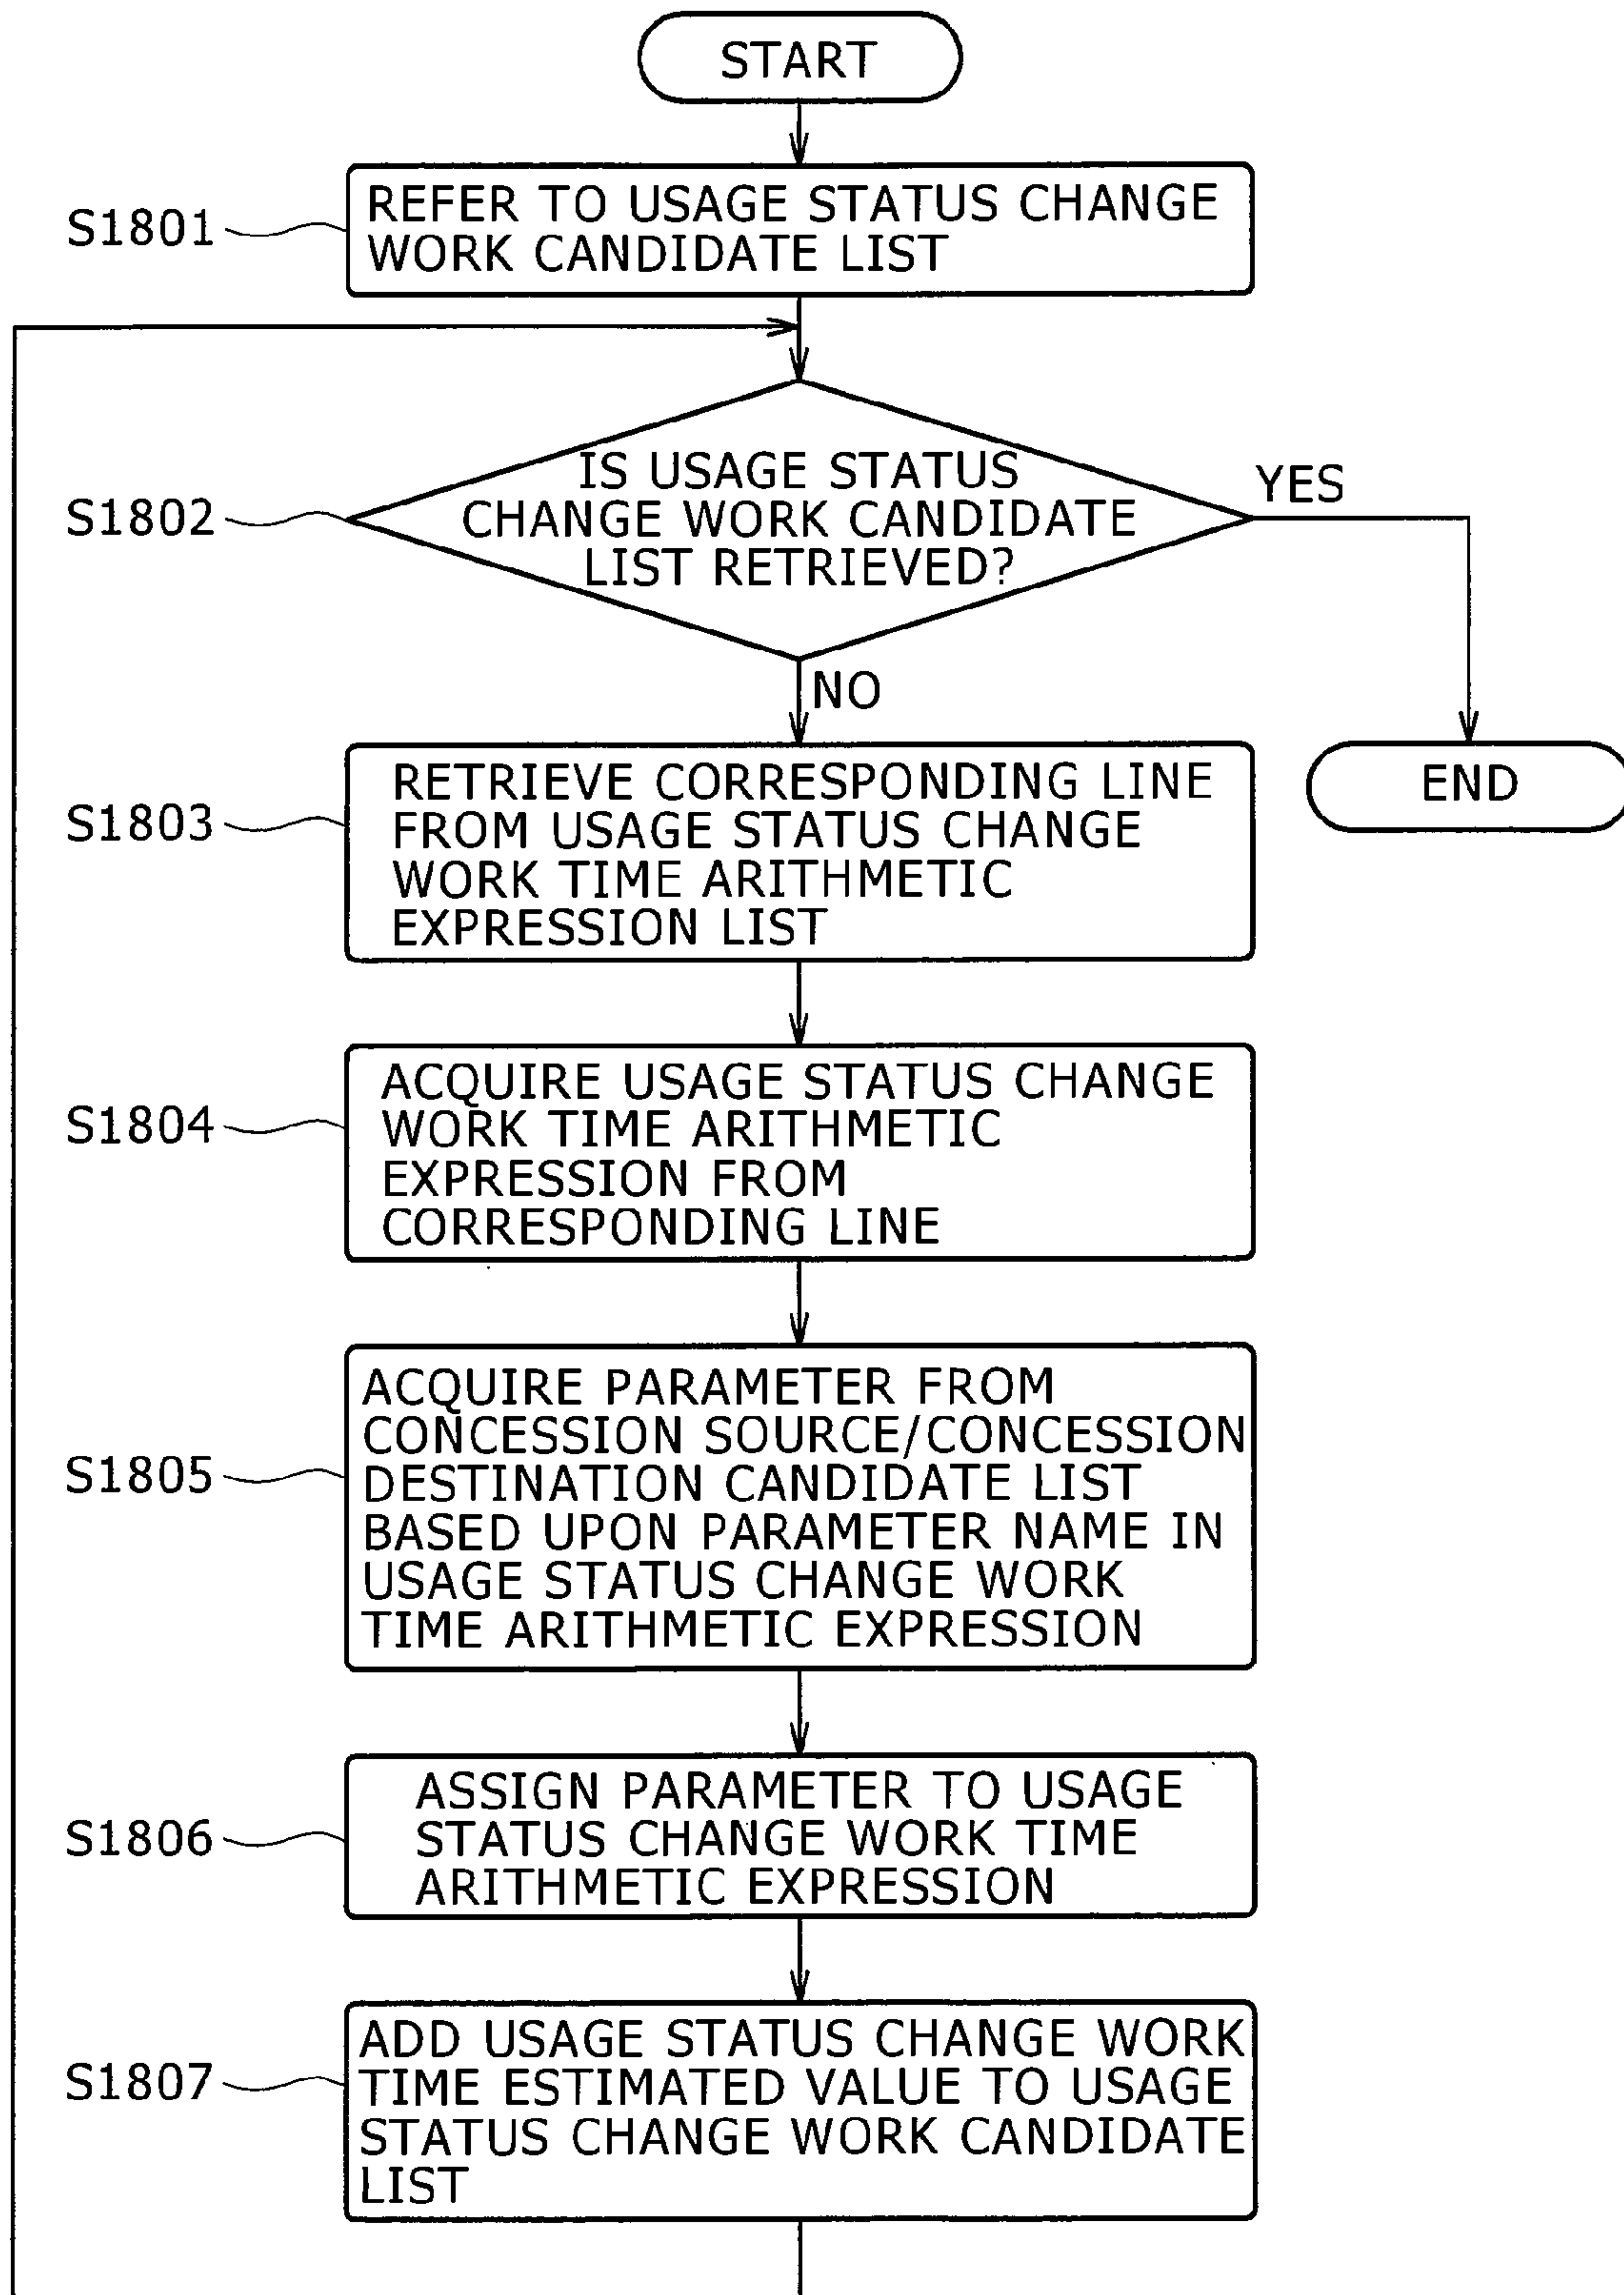 START
S1801
REFER TO USAGE STATUS CHANGE
WORK CANDIDATE LIST
S1802
IS USAGE STATUS
CHANGE WORK CANDIDATE
LIST RETRIEVED?
YES
NO
END
S1803
RETRIEVE CORRESPONDING LINE
FROM USAGE STATUS CHANGE
WORK TIME ARITHMETIC
EXPRESSION LIST
S1804
ACQUIRE USAGE STATUS CHANGE
WORK TIME ARITHMETIC
EXPRESSION FROM
CORRESPONDING LINE
S1805
ACQUIRE PARAMETER FROM
CONCESSION SOURCE/CONCESSION
DESTINATION CANDIDATE LIST
BASED UPON PARAMETER NAME IN
USAGE STATUS CHANGE WORK
TIME ARITHMETIC EXPRESSION
S1806
ASSIGN PARAMETER TO USAGE
STATUS CHANGE WORK TIME
ARITHMETIC EXPRESSION
S1807
ADD USAGE STATUS CHANGE WORK
TIME ESTIMATED VALUE TO USAGE
STATUS CHANGE WORK CANDIDATE
LIST